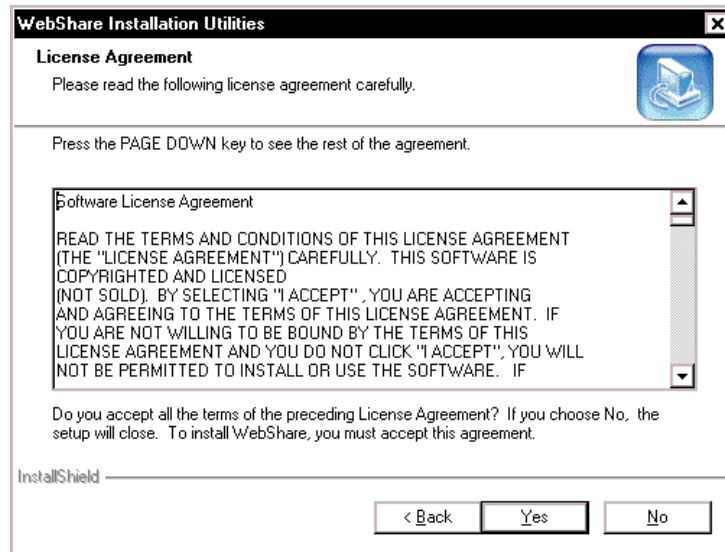 WebShare Installation Utilities
License Agreement
Please read the following license agreement carefully.
Press the PAGE DOWN key to see the rest of the agreement.
Software License Agreement
READ THE TERMS AND CONDITIONS OF THIS LICENSE AGREEMENT
(THE "LICENSE AGREEMENT") CAREFULLY.  THIS SOFTWARE IS
COPYRIGHTED AND LICENSED
(NOT SOLD).  BY SELECTING "I ACCEPT" , YOU ARE ACCEPTING
AND AGREEING TO THE TERMS OF THIS LICENSE AGREEMENT.  IF
YOU ARE NOT WILLING TO BE BOUND BY THE TERMS OF THIS
LICENSE AGREEMENT AND YOU DO NOT CLICK "I ACCEPT", YOU WILL
NOT BE PERMITTED TO INSTALL OR USE THE SOFTWARE.  IF
Do you accept all the terms of the preceding License Agreement?  If you choose No,  the
setup will close.  To install WebShare, you must accept this agreement.
InstallShield
< Back
Yes
No